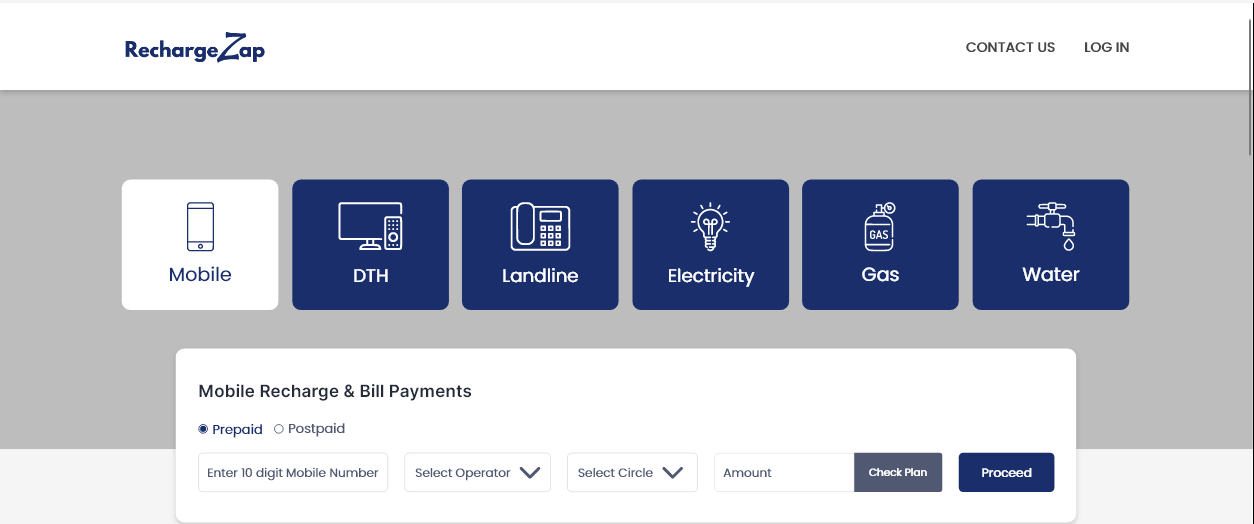 RechargeZap
CONTACT US LOG IN
Mobile DTH Landline Electricity Gas Water
GAS
Mobile Recharge & Bill Payments
Prepaid Postpaid
Enter 10 digit Mobile Number Select Operator Select Circle Amount Check Plan Proceed